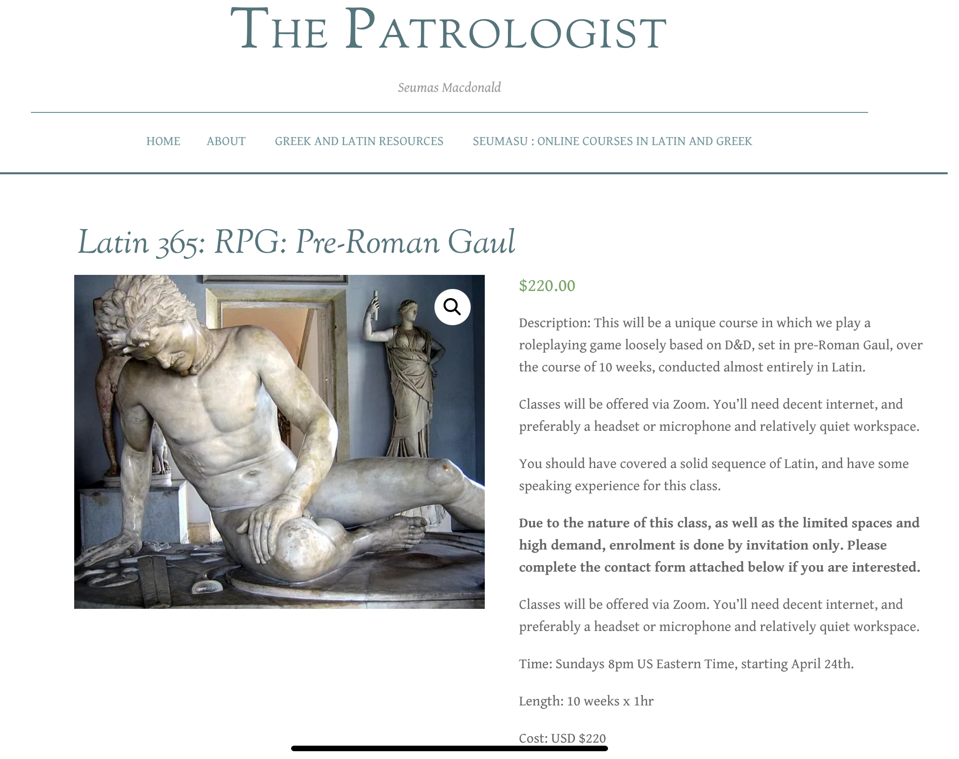 THE PATROLOGIST
Seumas Macdonald
HOME ABOUT GREEK AND LATIN RESOURCES SEUMASU : ONLINE COURSES IN LATIN AND GREEK
Latin 365: RPG: Pre-Roman Gaul
$220.00
Description: This will be a unique course in which we play a
roleplaying game loosely based on D&D, set in pre-Roman Gaul, over
the course of 10 weeks, conducted almost entirely in Latin.
Classes will be offered via Zoom. You'll need decent internet, and
preferably a headset or microphone and relatively quiet workspace.
You should have covered a solid sequence of Latin, and have some
speaking experience for this class.
Due to the nature of this class, as well as the limited spaces and
high demand, enrolment is done by invitation only. Please
complete the contact form attached below if you are interested.
Classes will be offered via Zoom. You'll need decent internet, and
preferably a headset or microphone and relatively quiet workspace.
Time: Sundays 8pm US Eastern Time, starting April 24th.
Length: 10 weeks x 1hr
Cost: USD $220